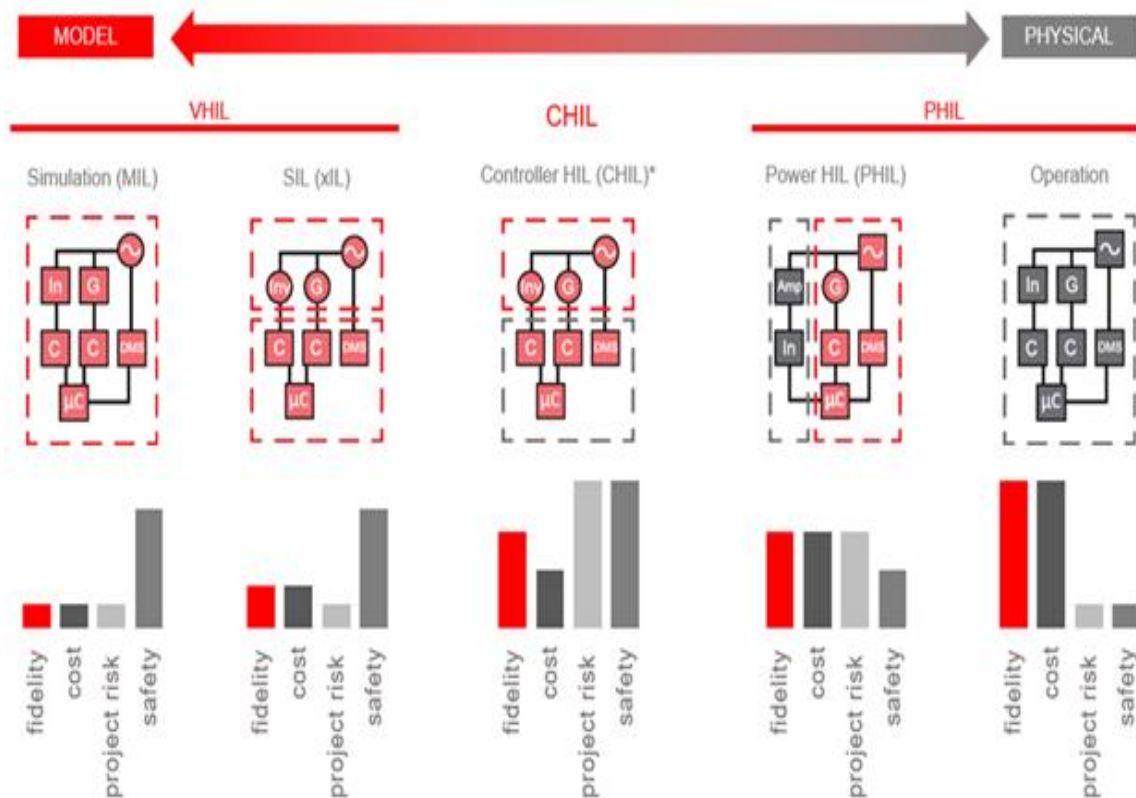 MODEL
PHYSICAL
VHIL
CHIL
PHIL
Simulation (MIL)
SIL (xIL)
Controller HIL (CHIL)*
Power HIL (PHIL)
Operation
In G
C C DMS
μC
Inv G
C C DMS
μC
Inv G
C C DMS
μC
Amp G
In C DMS
μC
In G
C C DMS
μC
fidelity
cost
project risk
safety
fidelity
cost
project risk
safety
fidelity
cost
project risk
safety
fidelity
cost
project risk
safety
fidelity
cost
project risk
safety